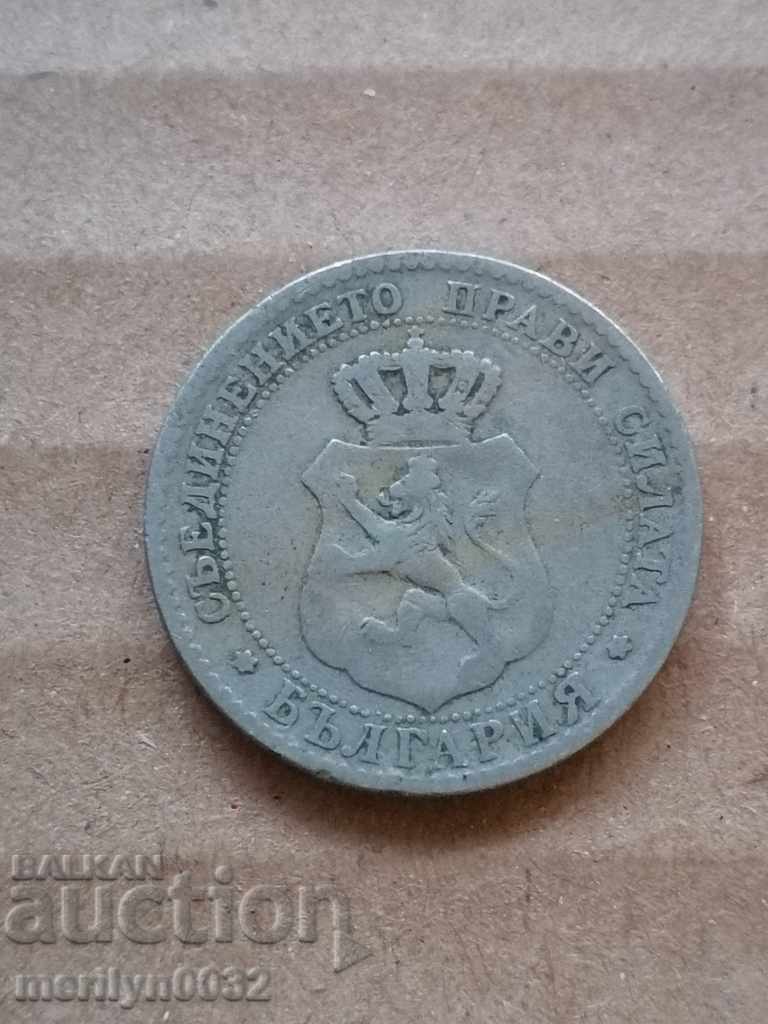 СЪЕДИНЕНИЕТО ПРАВИ СИЛАТА
* БЪЛГАРИЯ *
BALKAN
auction
merilyn0032